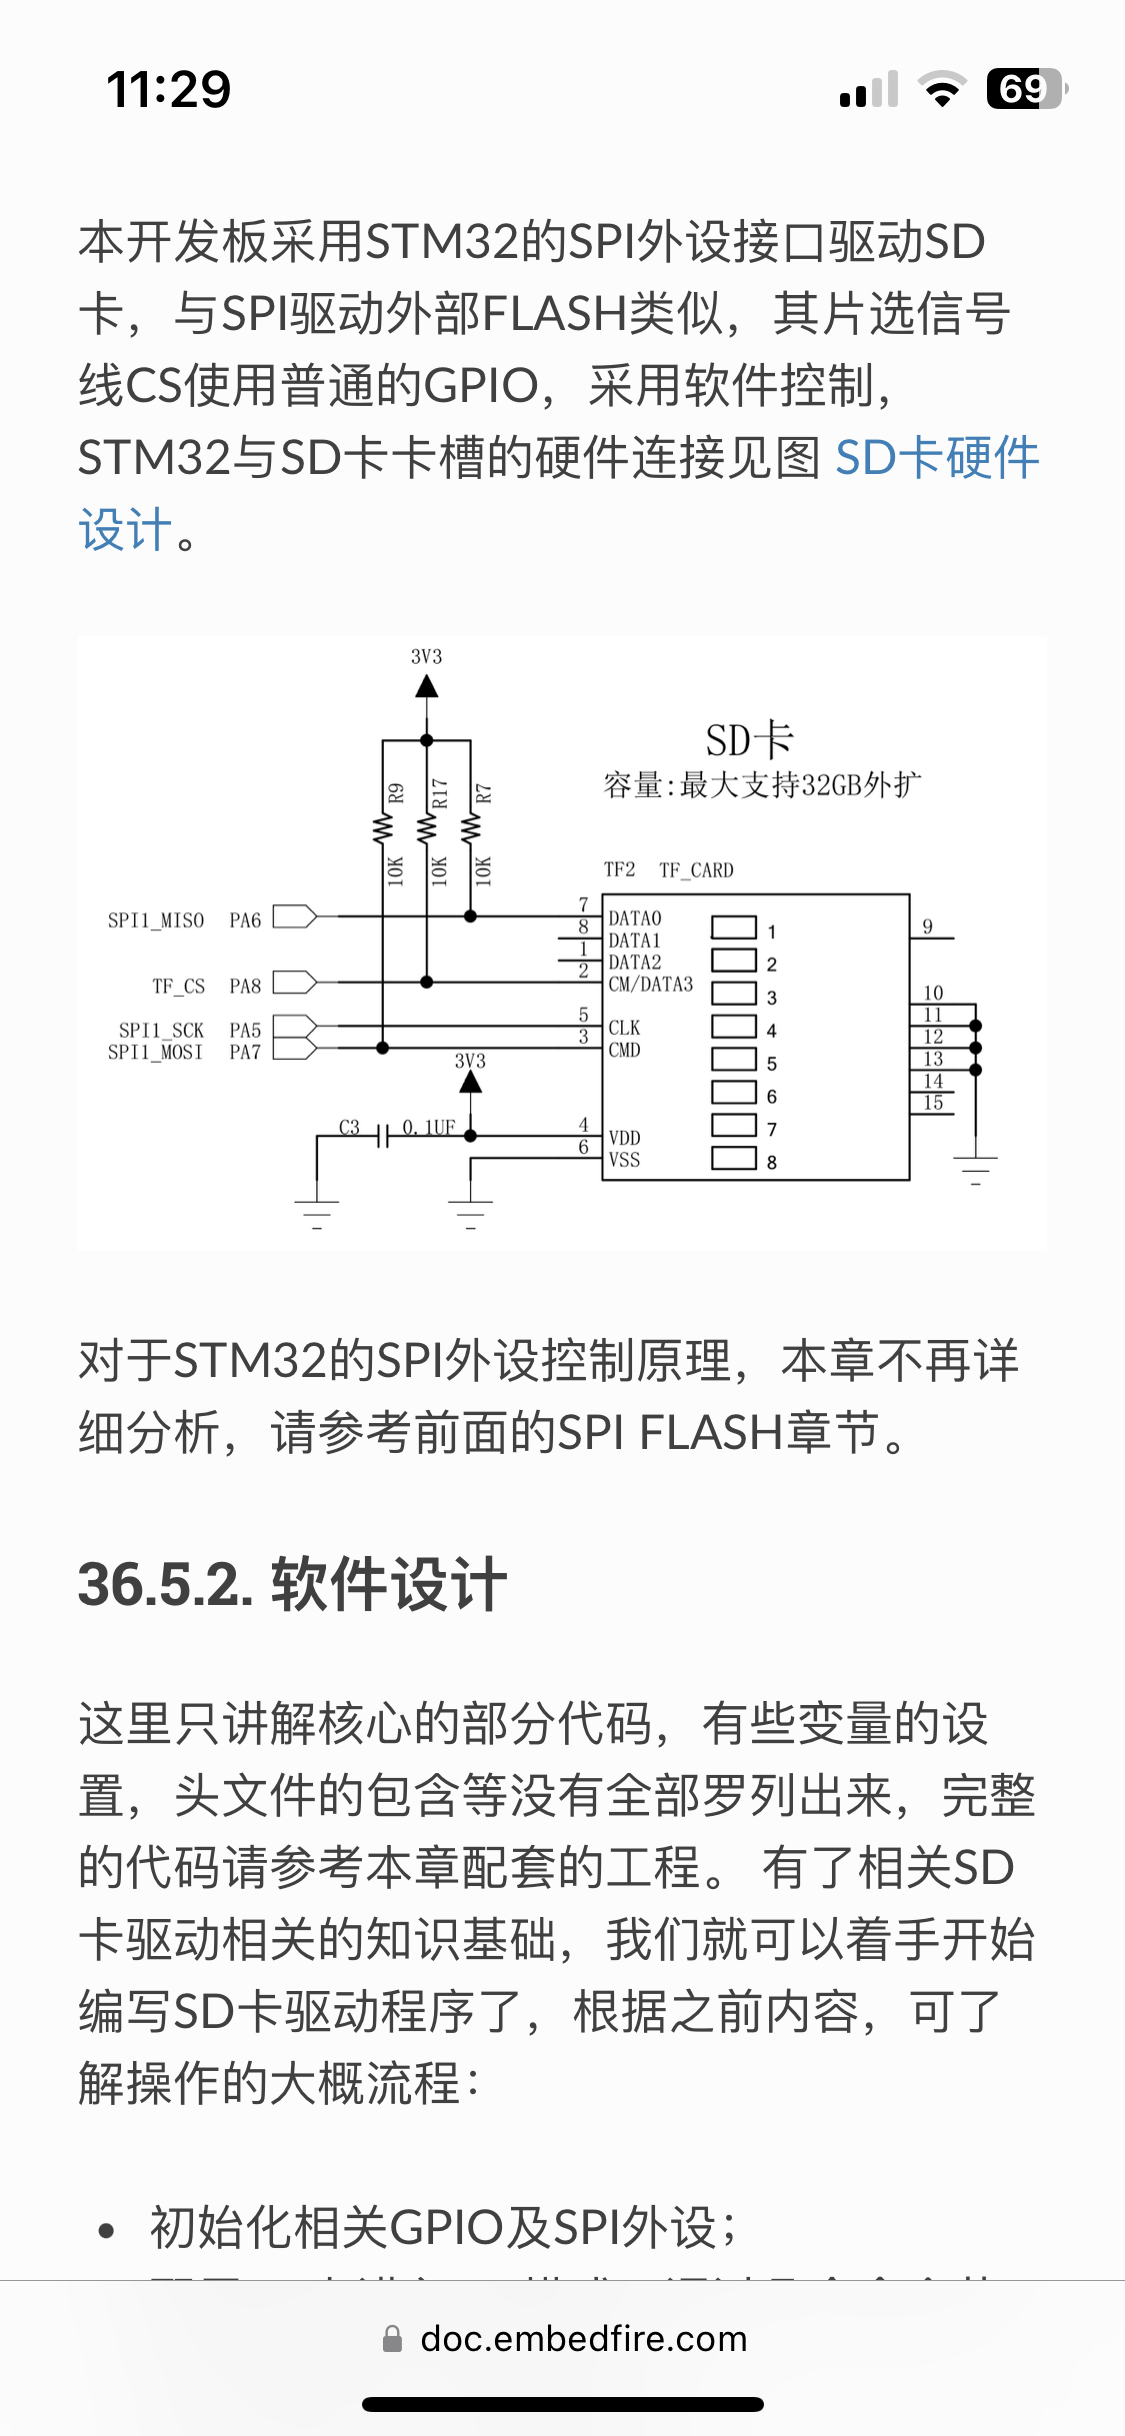 11:29
69
本开发板采用STM32的SPI外设接口驱动SD
卡，与SPI驱动外部FLASH类似，其片选信号
线CS使用普通的GPIO，采用软件控制，
STM32与SD卡卡槽的硬件连接见图 SD卡硬件
设计。
3V3
SD卡
容量:最大支持32GB外扩
R9
R17
R7
10K
10K
10K
TF2 TF_CARD
SPI1_MISO PA6
7 DATA0
8 DATA1
1 DATA2
TF_CS PA8
2 CM/DATA3
SPI1_SCK PA5
5 CLK
SPI1_MOSI PA7
3 CMD
3V3
C3 0.1UF
4 VDD
6 VSS
1
2
3
4
5
6
7
8
9
10
11
12
13
14
15
对于STM32的SPI外设控制原理，本章不再详
细分析，请参考前面的SPI FLASH章节。
36.5.2. 软件设计
这里只讲解核心的部分代码，有些变量的设
置，头文件的包含等没有全部罗列出来，完整
的代码请参考本章配套的工程。 有了相关SD
卡驱动相关的知识基础，我们就可以着手开始
编写SD卡驱动程序了，根据之前内容，可了
解操作的大概流程：
• 初始化相关GPIO及SPI外设；
doc.embedfire.com